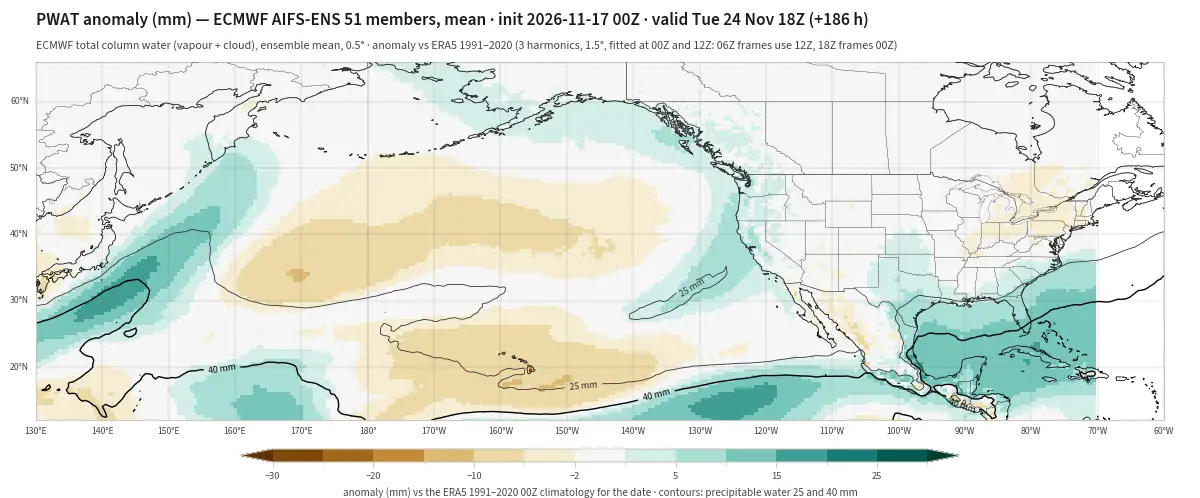 PWAT anomaly (mm) — ECMWF AIFS-ENS 51 members, mean · init 2026-11-17 00Z · valid Tue 24 Nov 18Z (+186 h)
ECMWF total column water (vapour + cloud), ensemble mean, 0.5° · anomaly vs ERA5 1991–2020 (3 harmonics, 1.5°, fitted at 00Z and 12Z: 06Z frames use 12Z, 18Z frames 00Z)
60°N
50°N
40°N
30°N
20°N
25 mm
40 mm
25 mm
40 mm
40 mm
130°E 140°E 150°E 160°E 170°E 180° 170°W 160°W 150°W 140°W 130°W 120°W 110°W 100°W 90°W 80°W 70°W 60°W
−30 −20 −10 −2 5 15 25
anomaly (mm) vs the ERA5 1991–2020 00Z climatology for the date · contours: precipitable water 25 and 40 mm